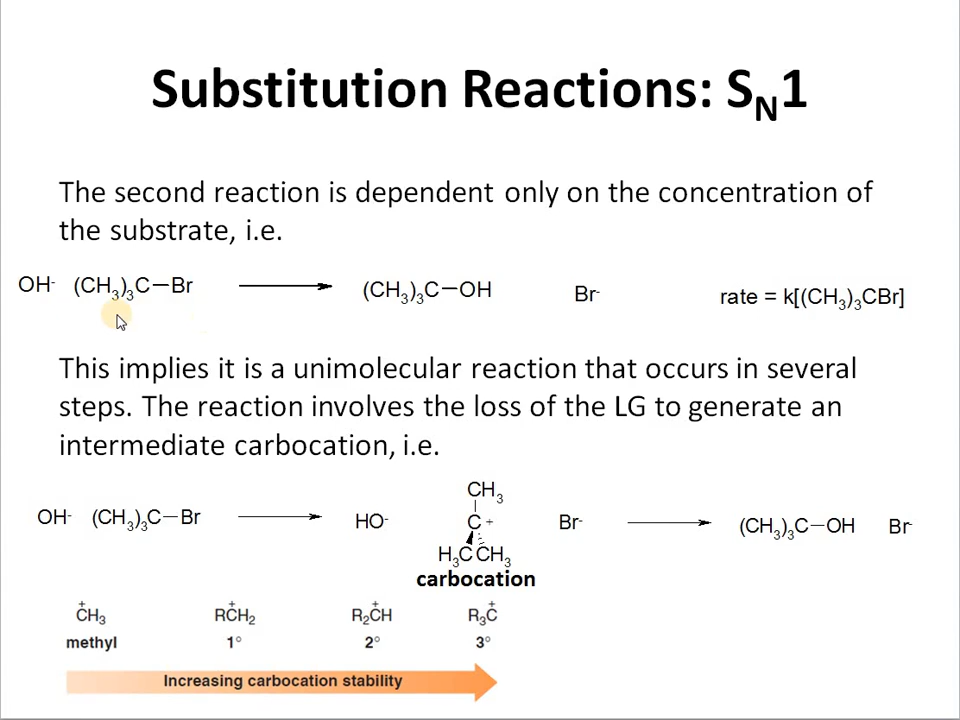 Substitution Reactions: SN1
The second reaction is dependent only on the concentration of
the substrate, i.e.
OH- (CH3)3C—Br (CH3)3C—OH Br- rate = k[(CH3)3CBr]
This implies it is a unimolecular reaction that occurs in several
steps. The reaction involves the loss of the LG to generate an
intermediate carbocation, i.e.
CH3
OH- (CH3)3C—Br HO- C + Br- (CH3)3C—OH Br-
H3C CH3
carbocation
+ + + +
CH3 RCH2 R2CH R3C
methyl 1° 2° 3°
Increasing carbocation stability